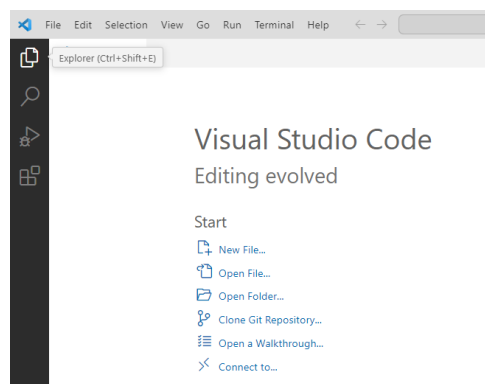 File Edit Selection View Go Run Terminal Help
Explorer (Ctrl+Shift+E)
Visual Studio Code
Editing evolved
Start
New File...
Open File...
Open Folder...
Clone Git Repository...
Open a Walkthrough...
Connect to...